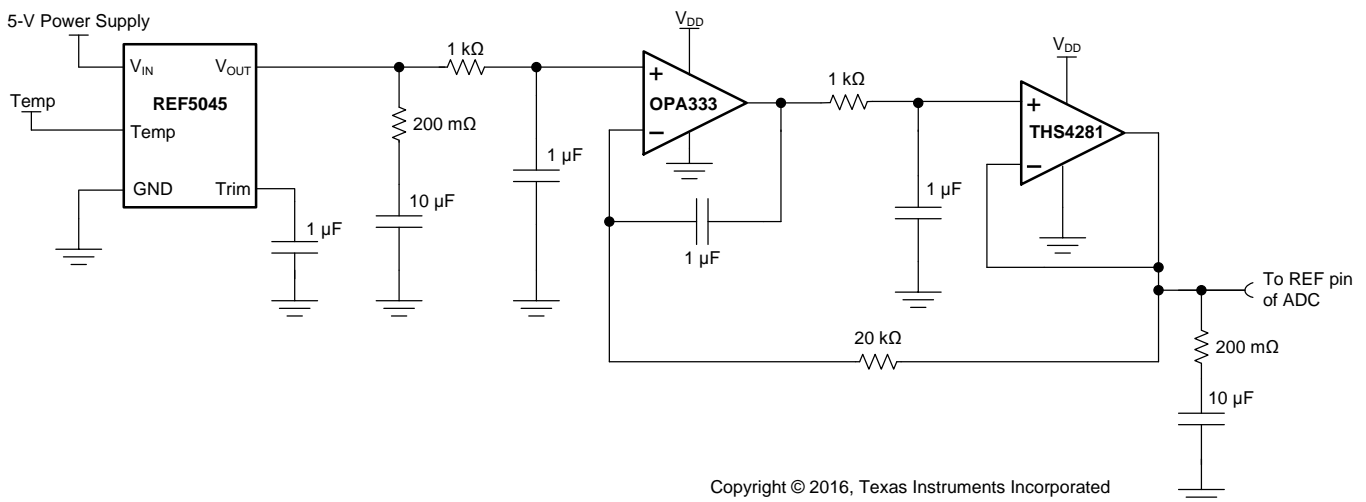 5-V Power Supply
V_IN
V_OUT
REF5045
Temp
Temp
GND
Trim
1 µF
200 mΩ
10 µF
1 kΩ
1 µF
V_DD
+
OPA333
−
1 µF
1 kΩ
1 µF
V_DD
+
THS4281
−
20 kΩ
To REF pin
of ADC
200 mΩ
10 µF
Copyright © 2016, Texas Instruments Incorporated